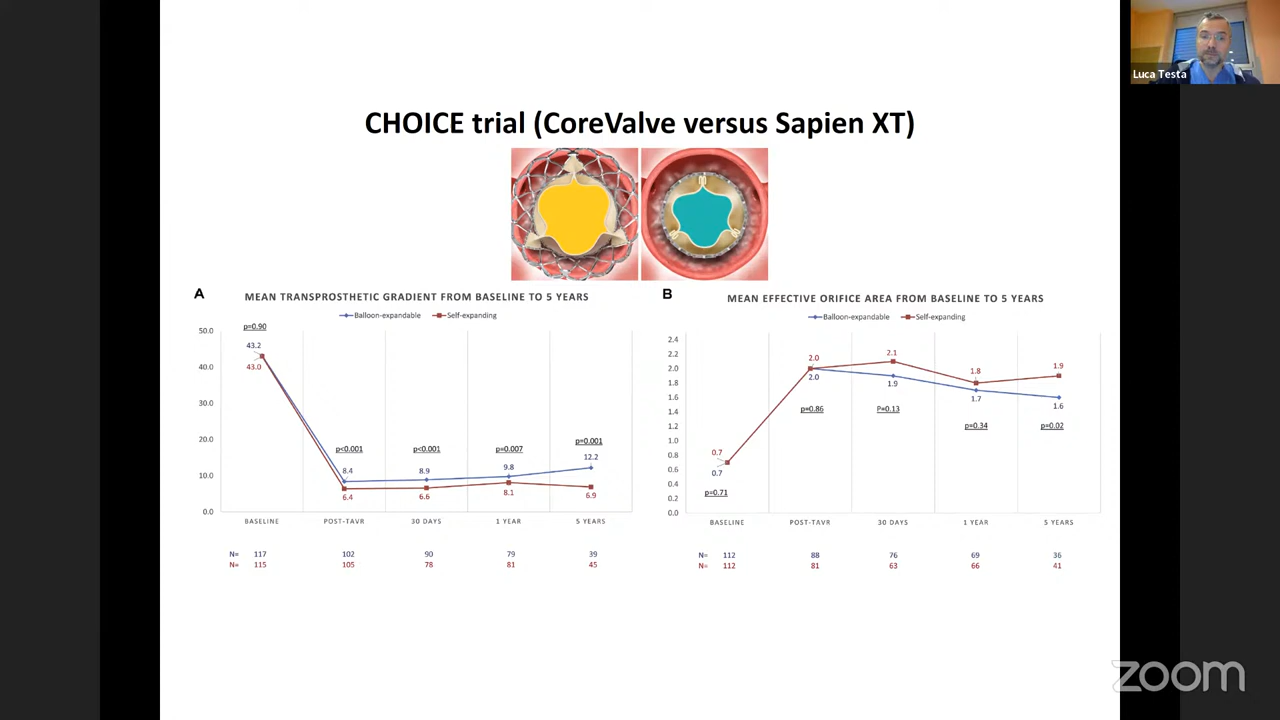 Luca Testa
CHOICE trial (CoreValve versus Sapien XT)
A
MEAN TRANSPROSTHETIC GRADIENT FROM BASELINE TO 5 YEARS
Balloon-expandable Self-expanding
50.0
40.0
30.0
20.0
10.0
0.0
p=0.90
43.2
43.0
p<0.001
8.4
6.4
p<0.001
8.9
6.6
p=0.007
9.8
8.1
p=0.001
12.2
6.9
BASELINE POST-TAVR 30 DAYS 1 YEAR 5 YEARS
N= 117 102 90 79 39
N= 115 105 78 81 45
B
MEAN EFFECTIVE ORIFICE AREA FROM BASELINE TO 5 YEARS
Balloon-expandable Self-expanding
2.4
2.2
2.0
1.8
1.6
1.4
1.2
1.0
0.8
0.6
0.4
0.2
0.0
0.7
0.7
p=0.71
2.0
2.0
p=0.86
2.1
1.9
P=0.13
1.8
1.7
p=0.34
1.9
1.6
p=0.02
BASELINE POST-TAVR 30 DAYS 1 YEAR 5 YEARS
N= 112 88 76 69 36
N= 112 81 63 66 41
zoom